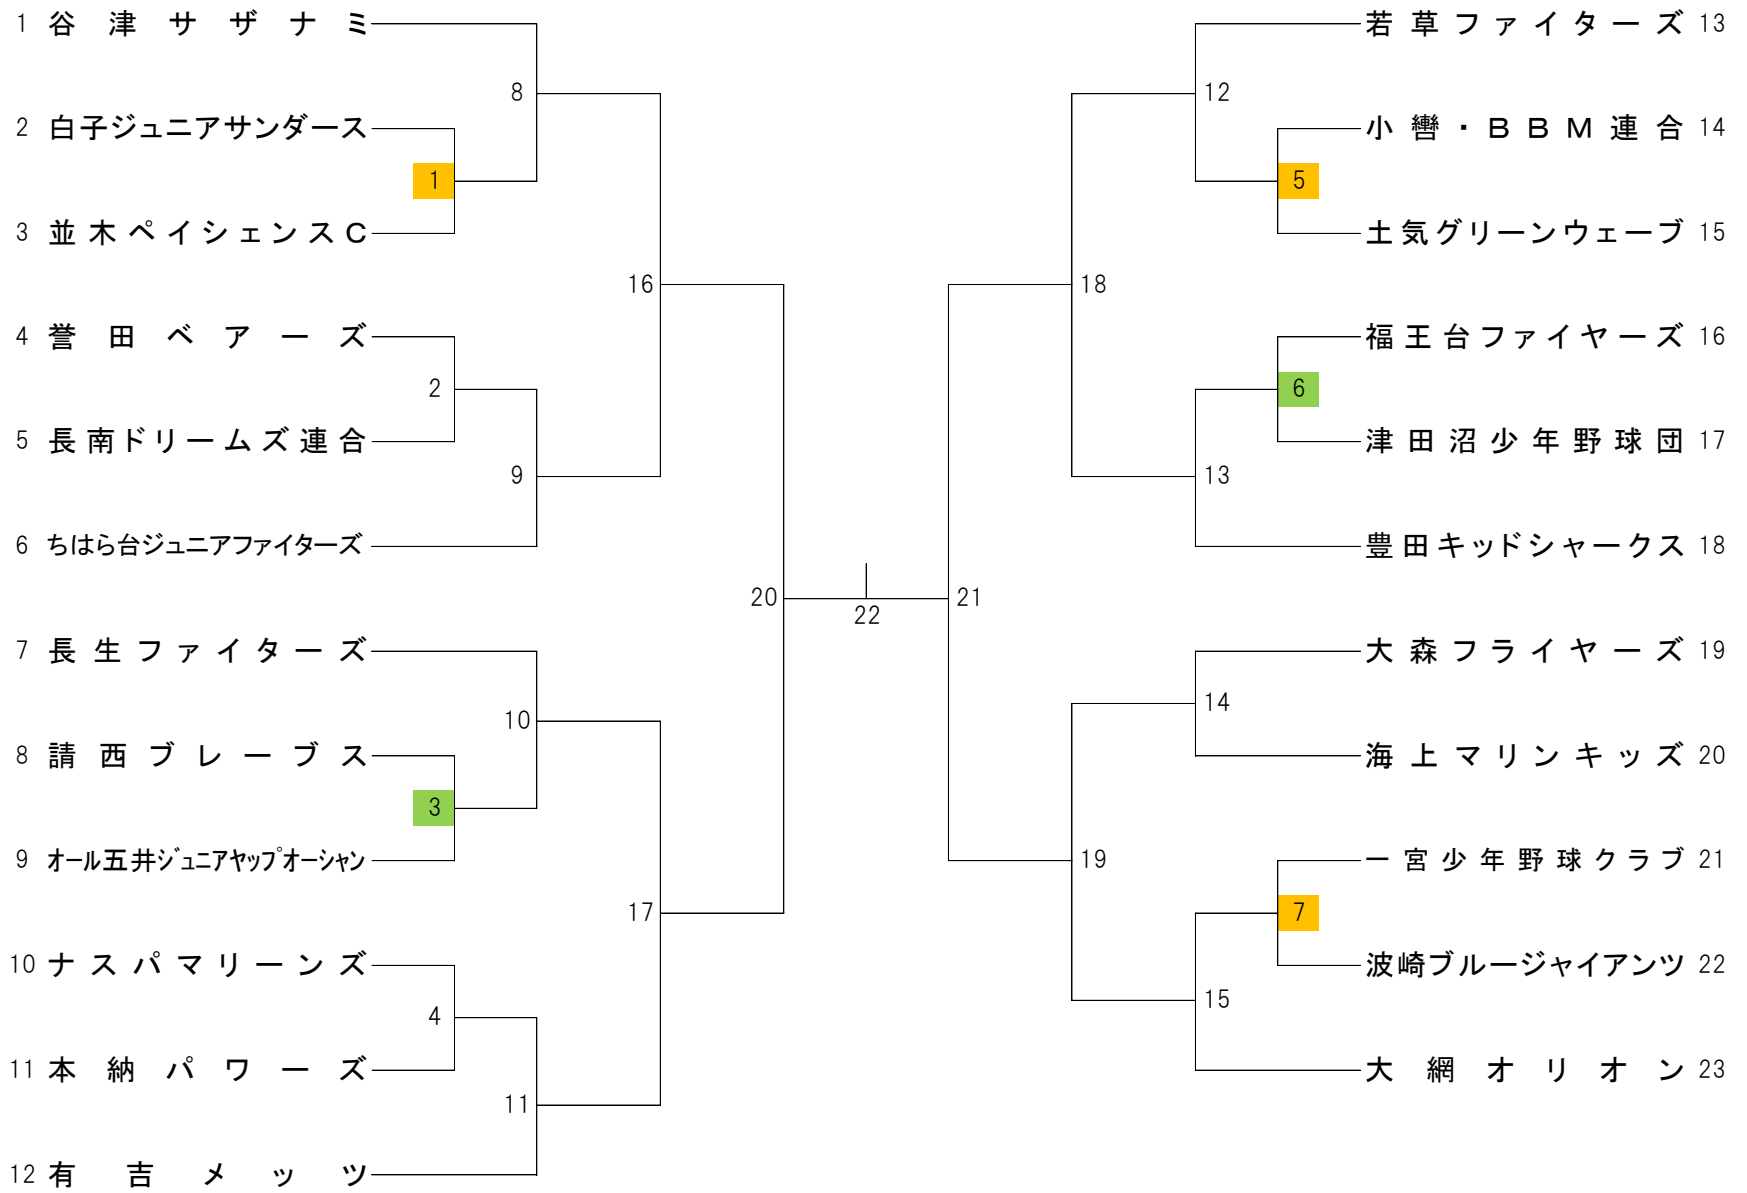 1 谷津サザナミ
若草ファイターズ 13
8
12
2 白子ジュニアサンダース
小轡・BBM連合 14
1
5
3 並木ペイシェンスC
土気グリーンウェーブ 15
16
18
4 誉田ベアーズ
福王台ファイヤーズ 16
2
6
5 長南ドリームズ連合
津田沼少年野球団 17
9
13
6 ちはら台ジュニアファイターズ
豊田キッドシャークス 18
20
22
21
7 長生ファイターズ
大森フライヤーズ 19
10
14
8 請西ブレーブス
海上マリンキッズ 20
3
9 オール五井ジュニアヤップオーシャン
19
一宮少年野球クラブ 21
17
7
10 ナスパマリーンズ
波崎ブルージャイアンツ 22
4
15
11 本納パワーズ
大網オリオン 23
11
12 有吉メッツ